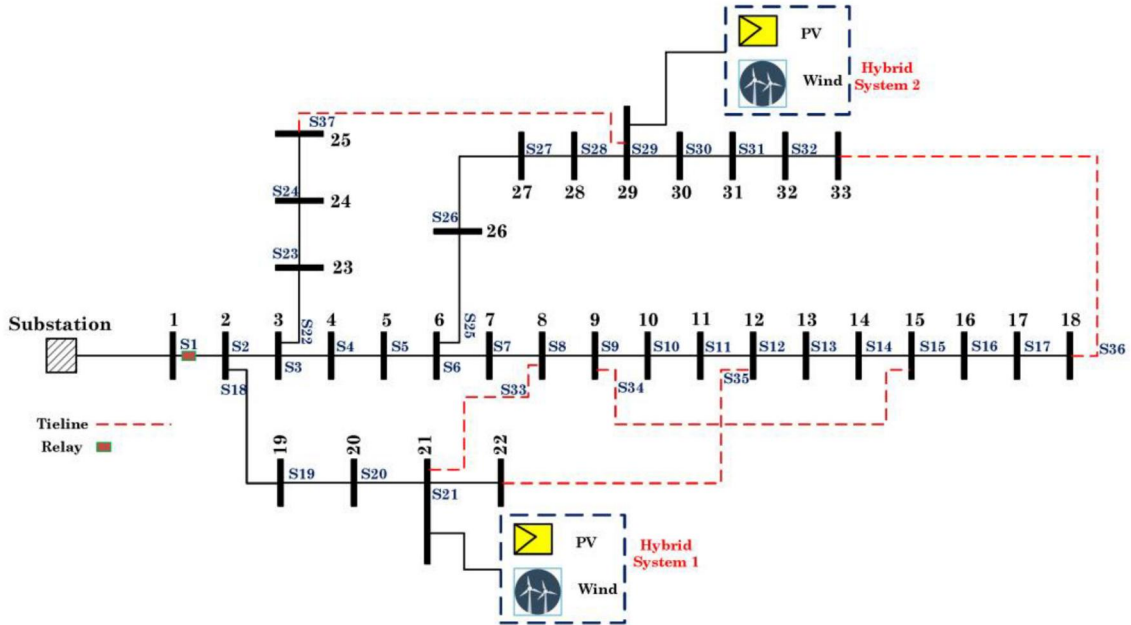 PV
Wind
Hybrid
System 2
S37
25
S27
S28
S29
S30
S31
S32
27
28
29
30
31
32
33
S24
24
S26
26
S23
23
S22
S25
Substation
1
2
3
4
5
6
7
8
9
10
11
12
13
14
15
16
17
18
S1
S2
S3
S4
S5
S6
S7
S8
S9
S10
S11
S12
S13
S14
S15
S16
S17
S36
S18
S33
S34
S35
Tieline
Relay
19
20
21
22
S19
S20
S21
PV
Wind
Hybrid
System 1